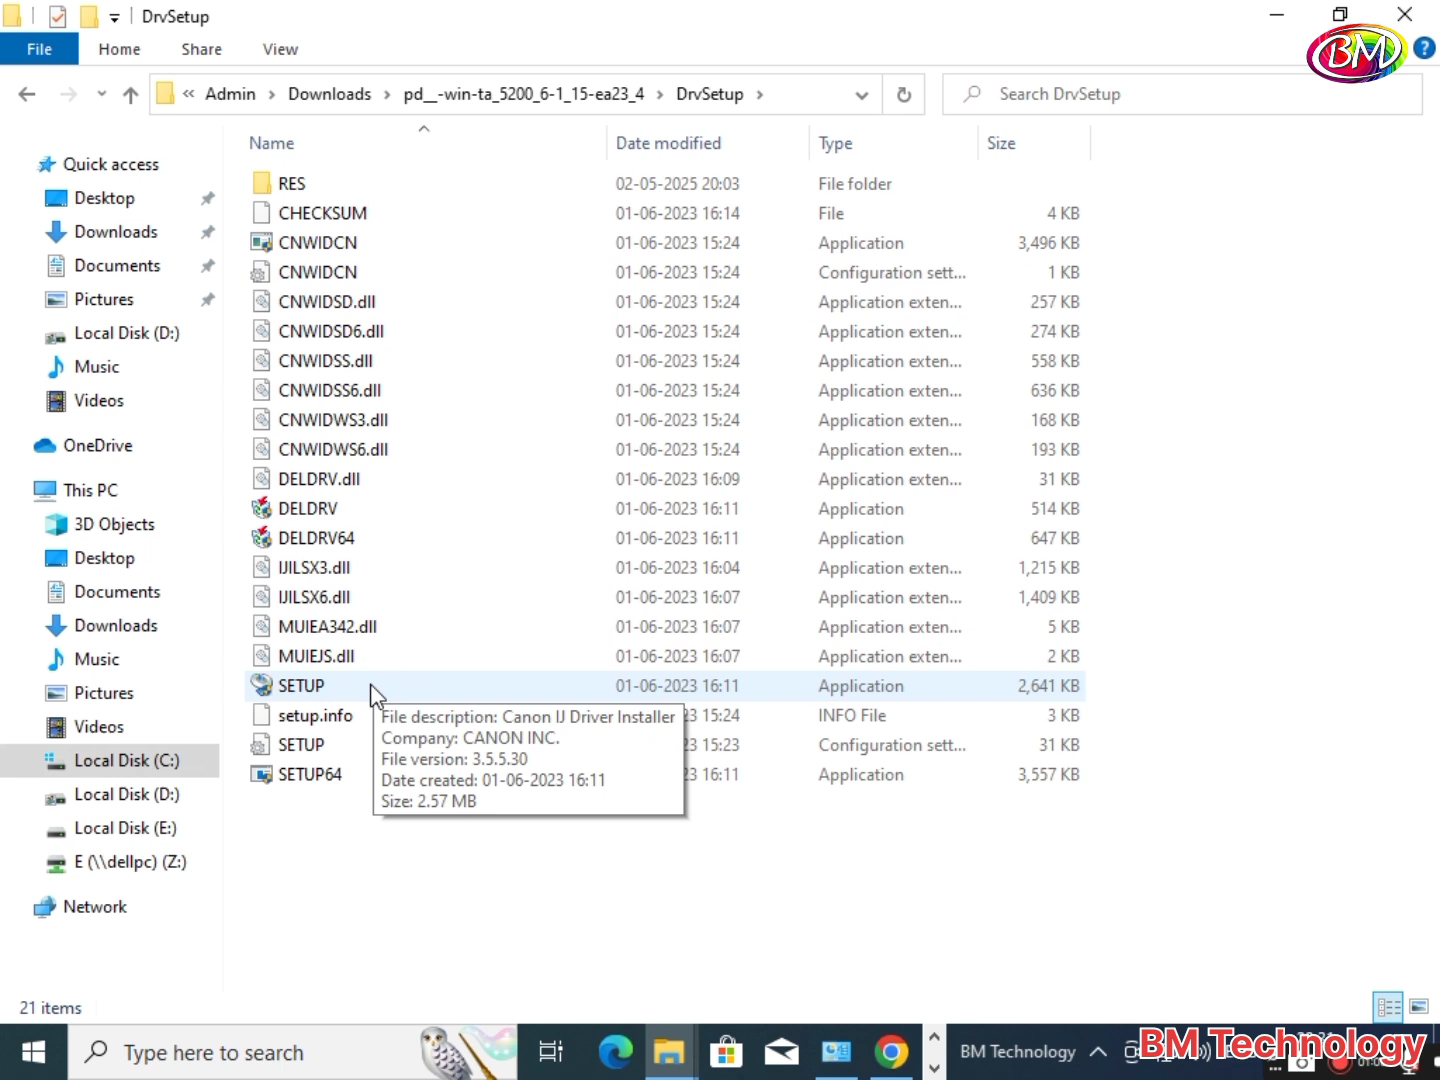 DrvSetup
BM
File Home Share View
« Admin › Downloads › pd__-win-ta_5200_6-1_15-ea23_4 › DrvSetup › Search DrvSetup
Name Date modified Type Size
Quick access
Desktop
Downloads
Documents
Pictures
Local Disk (D:)
Music
Videos
OneDrive
This PC
3D Objects
Desktop
Documents
Downloads
Music
Pictures
Videos
Local Disk (C:)
Local Disk (D:)
Local Disk (E:)
E (\\dellpc) (Z:)
Network
RES 02-05-2025 20:03 File folder
CHECKSUM 01-06-2023 16:14 File 4 KB
CNWIDCN 01-06-2023 15:24 Application 3,496 KB
CNWIDCN 01-06-2023 15:24 Configuration sett... 1 KB
CNWIDSD.dll 01-06-2023 15:24 Application exten... 257 KB
CNWIDSD6.dll 01-06-2023 15:24 Application exten... 274 KB
CNWIDSS.dll 01-06-2023 15:24 Application exten... 558 KB
CNWIDSS6.dll 01-06-2023 15:24 Application exten... 636 KB
CNWIDWS3.dll 01-06-2023 15:24 Application exten... 168 KB
CNWIDWS6.dll 01-06-2023 15:24 Application exten... 193 KB
DELDRV.dll 01-06-2023 16:09 Application exten... 31 KB
DELDRV 01-06-2023 16:11 Application 514 KB
DELDRV64 01-06-2023 16:11 Application 647 KB
IJILSX3.dll 01-06-2023 16:04 Application exten... 1,215 KB
IJILSX6.dll 01-06-2023 16:07 Application exten... 1,409 KB
MUIEA342.dll 01-06-2023 16:07 Application exten... 5 KB
MUIEJS.dll 01-06-2023 16:07 Application exten... 2 KB
SETUP 01-06-2023 16:11 Application 2,641 KB
setup.info 3 15:24 INFO File 3 KB
SETUP 3 15:23 Configuration sett... 31 KB
SETUP64 3 16:11 Application 3,557 KB
File description: Canon IJ Driver Installer
Company: CANON INC.
File version: 3.5.5.30
Date created: 01-06-2023 16:11
Size: 2.57 MB
21 items
Type here to search
BM Technology
BM Technology